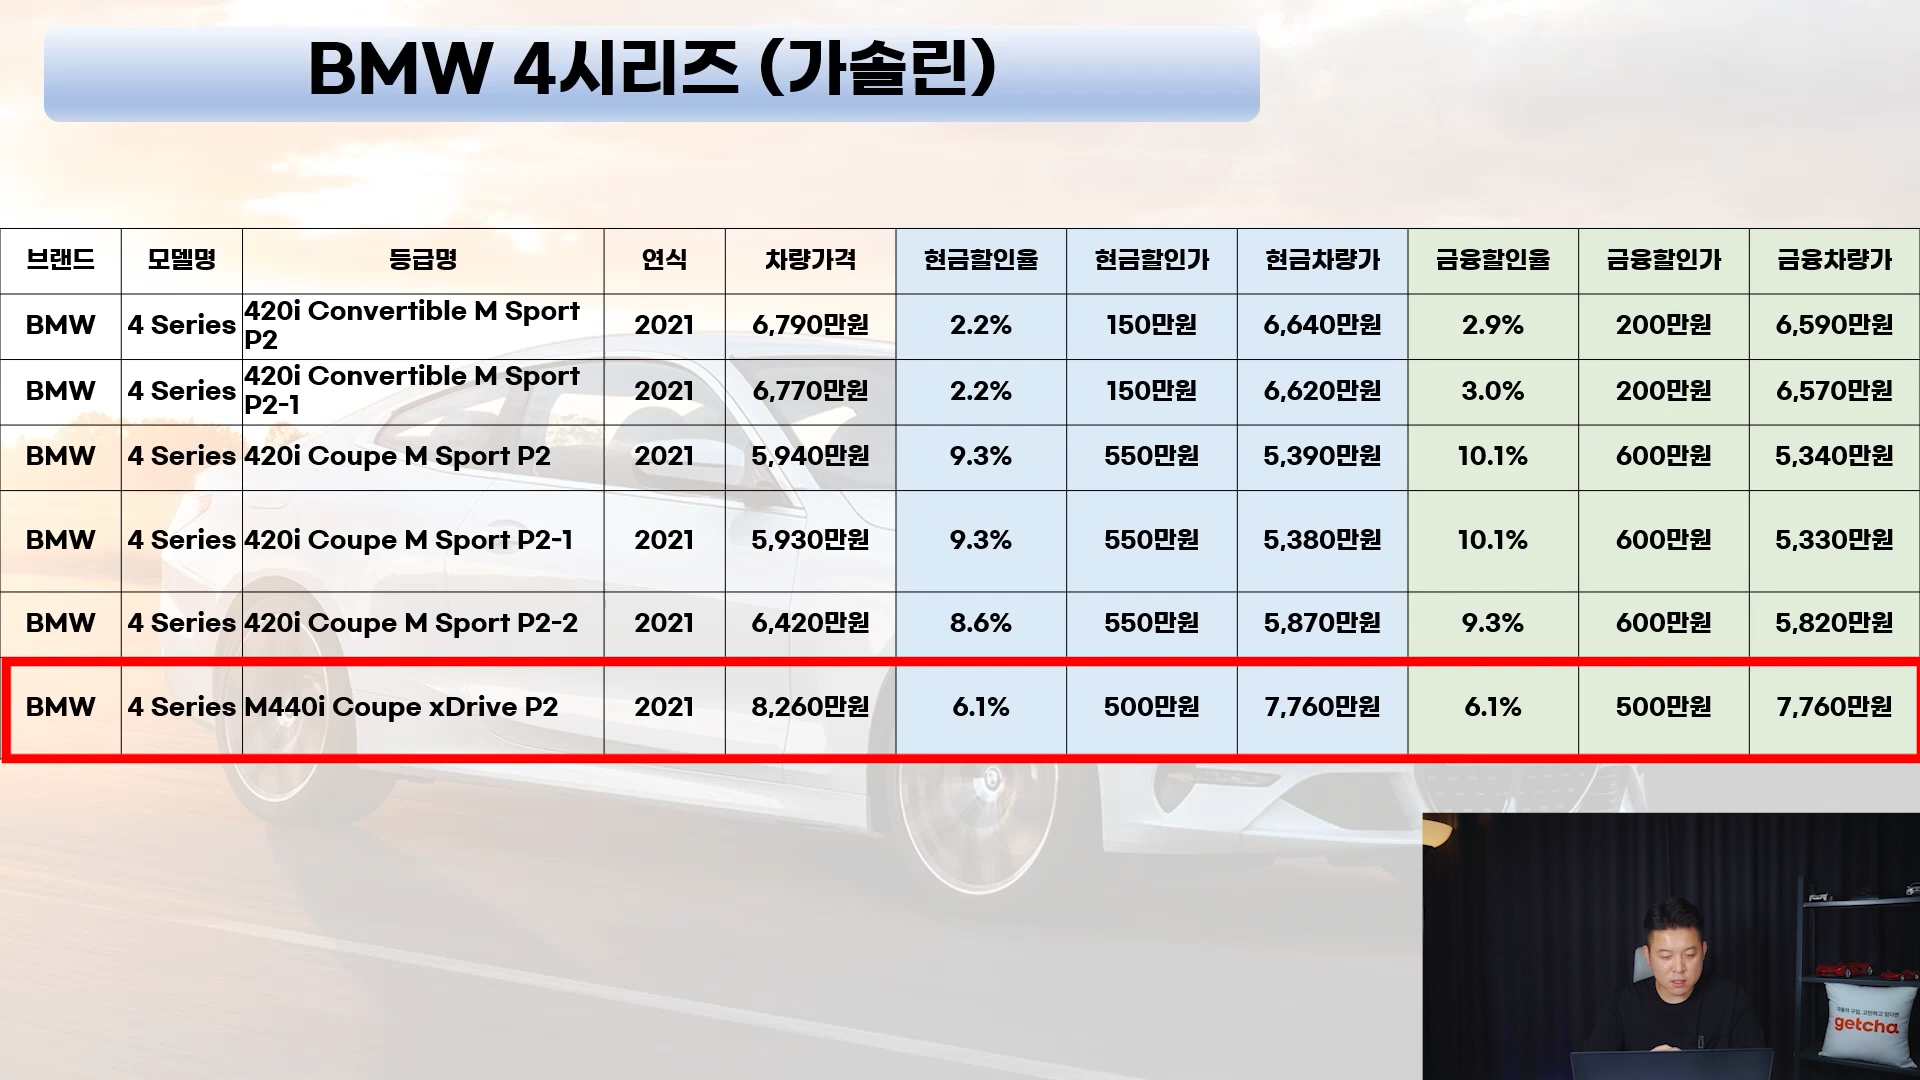 BMW 4시리즈 (가솔린)
브랜드 모델명 등급명 연식 차량가격 현금할인율 현금할인가 현금차량가 금융할인율 금융할인가 금융차량가
BMW 4 Series 420i Convertible M Sport P2 2021 6,790만원 2.2% 150만원 6,640만원 2.9% 200만원 6,590만원
BMW 4 Series 420i Convertible M Sport P2-1 2021 6,770만원 2.2% 150만원 6,620만원 3.0% 200만원 6,570만원
BMW 4 Series 420i Coupe M Sport P2 2021 5,940만원 9.3% 550만원 5,390만원 10.1% 600만원 5,340만원
BMW 4 Series 420i Coupe M Sport P2-1 2021 5,930만원 9.3% 550만원 5,380만원 10.1% 600만원 5,330만원
BMW 4 Series 420i Coupe M Sport P2-2 2021 6,420만원 8.6% 550만원 5,870만원 9.3% 600만원 5,820만원
BMW 4 Series M440i Coupe xDrive P2 2021 8,260만원 6.1% 500만원 7,760만원 6.1% 500만원 7,760만원
getcha